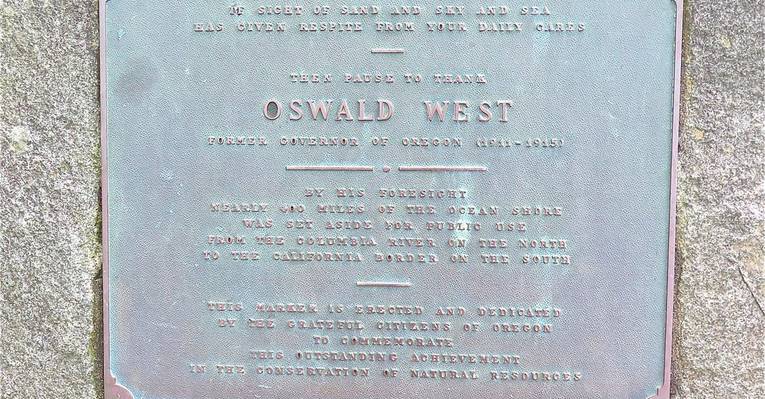 IF SIGHT OF SAND AND SKY AND SEA
HAS GIVEN RESPITE FROM YOUR DAILY CARES
THEN PAUSE TO THANK
OSWALD WEST
FORMER GOVERNOR OF OREGON (1911-1915)
BY HIS FORESIGHT
NEARLY 400 MILES OF THE OCEAN SHORE
WAS SET ASIDE FOR PUBLIC USE
FROM THE COLUMBIA RIVER ON THE NORTH
TO THE CALIFORNIA BORDER ON THE SOUTH
THIS MARKER IS ERECTED AND DEDICATED
BY THE GRATEFUL CITIZENS OF OREGON
TO COMMEMORATE
THIS OUTSTANDING ACHIEVEMENT
IN THE CONSERVATION OF NATURAL RESOURCES